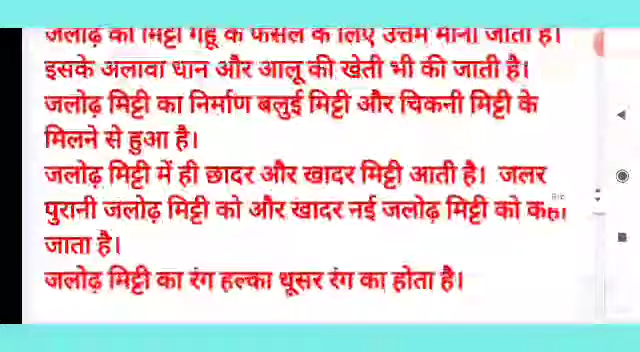 जलोढ़ की मिट्टी गेहूं के फसल के लिए उत्तम मानी जाती है।
इसके अलावा धान और आलू की खेती भी की जाती है।
जलोढ़ मिट्टी का निर्माण बलुई मिट्टी और चिकनी मिट्टी के
मिलने से हुआ है।
जलोढ़ मिट्टी में ही छादर और खादर मिट्टी आती है। जलर
पुरानी जलोढ़ मिट्टी को और खादर नई जलोढ़ मिट्टी को कहा
जाता है।
जलोढ़ मिट्टी का रंग हल्का धूसर रंग का होता है।